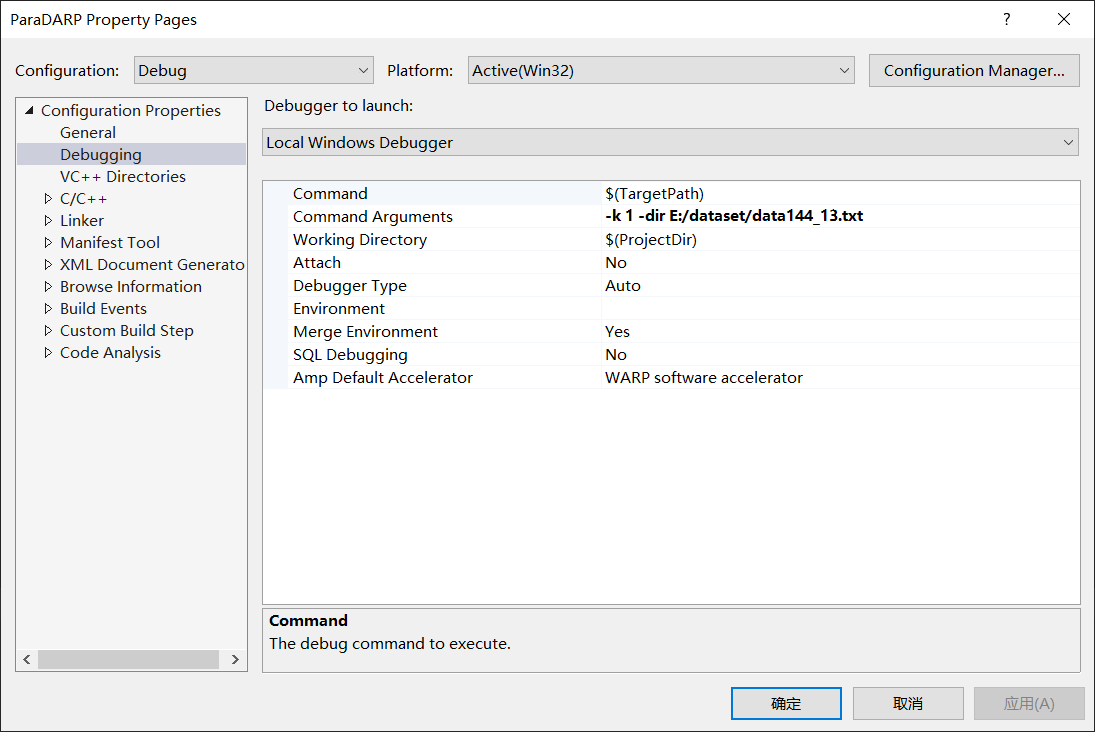 ParaDARP Property Pages
?
Configuration: Debug Platform: Active(Win32) Configuration Manager...
Configuration Properties
General
Debugging
VC++ Directories
C/C++
Linker
Manifest Tool
XML Document Generato
Browse Information
Build Events
Custom Build Step
Code Analysis
Debugger to launch:
Local Windows Debugger
Command $(TargetPath)
Command Arguments -k 1 -dir E:/dataset/data144_13.txt
Working Directory $(ProjectDir)
Attach No
Debugger Type Auto
Environment
Merge Environment Yes
SQL Debugging No
Amp Default Accelerator WARP software accelerator
Command
The debug command to execute.
确定 取消 应用(A)